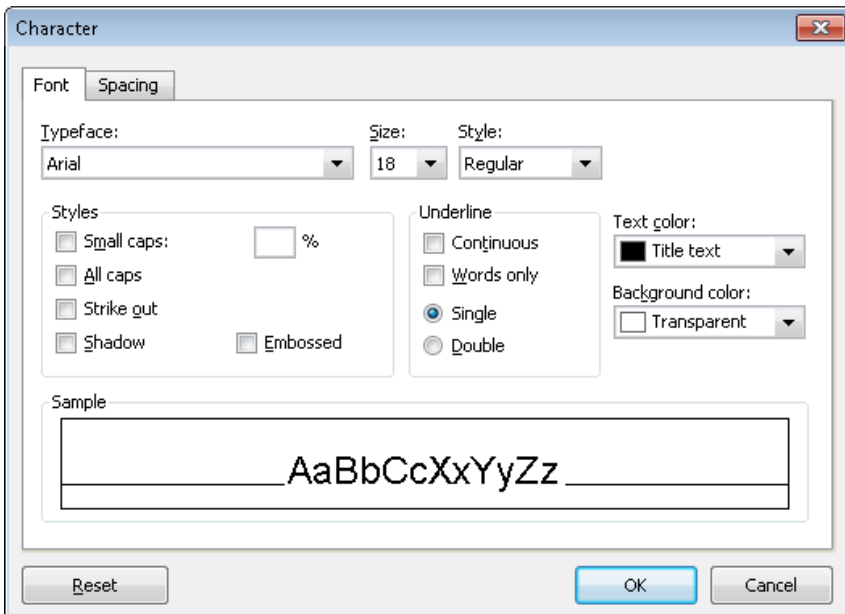 Character
Font Spacing
Typeface: Size: Style:
Arial 18 Regular
Styles Underline Text color:
Small caps: % Continuous Title text
All caps Words only Background color:
Strike out Single Transparent
Shadow Embossed Double
Sample
AaBbCcXxYyZz
Reset OK Cancel